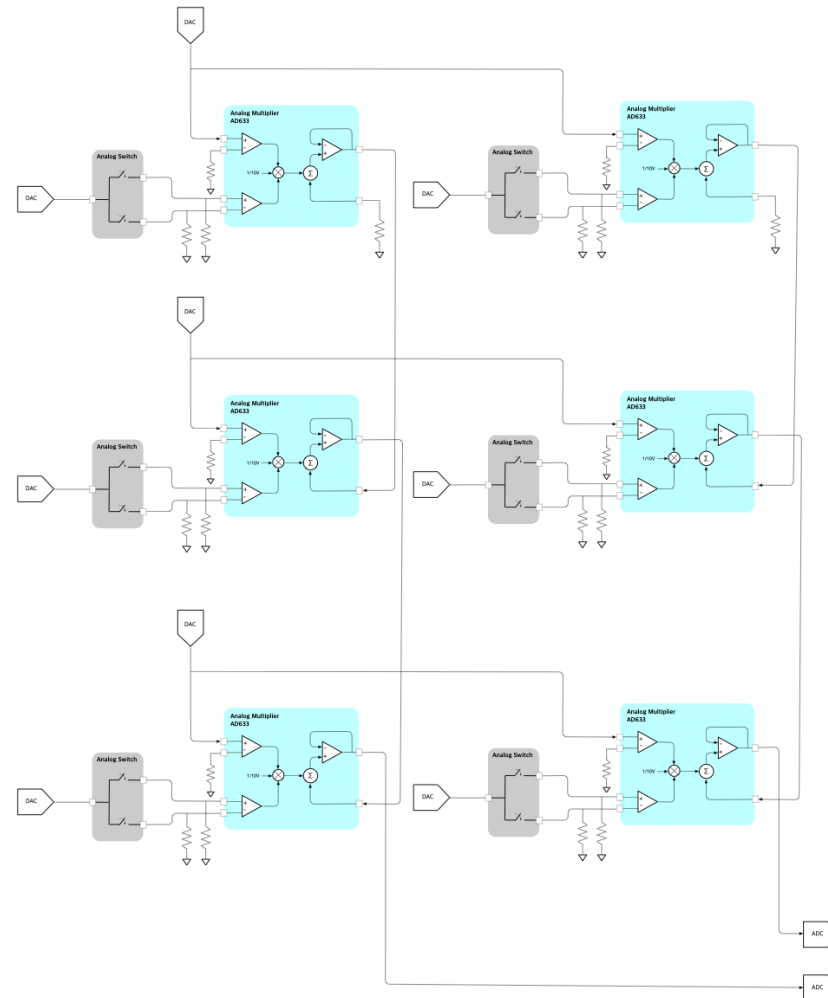 DAC
Analog Multiplier
AD633
Analog Switch
1/10V
Σ
DAC
Analog Multiplier
AD633
Analog Switch
1/10V
Σ
DAC
DAC
Analog Multiplier
AD633
Analog Switch
1/10V
Σ
DAC
Analog Multiplier
AD633
Analog Switch
1/10V
Σ
DAC
DAC
Analog Multiplier
AD633
Analog Switch
1/10V
Σ
DAC
Analog Multiplier
AD633
Analog Switch
1/10V
Σ
DAC
ADC
ADC